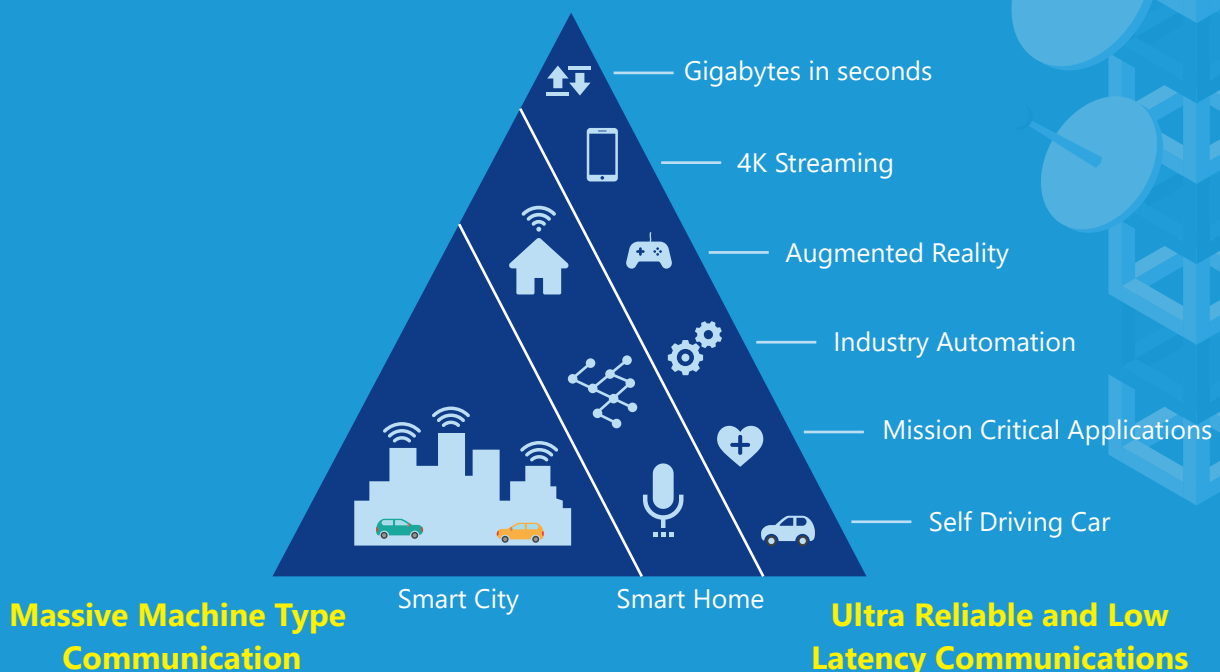 Gigabytes in seconds
4K Streaming
Augmented Reality
Industry Automation
Mission Critical Applications
Self Driving Car
Smart City
Smart Home
Massive Machine Type
Communication
Ultra Reliable and Low
Latency Communications